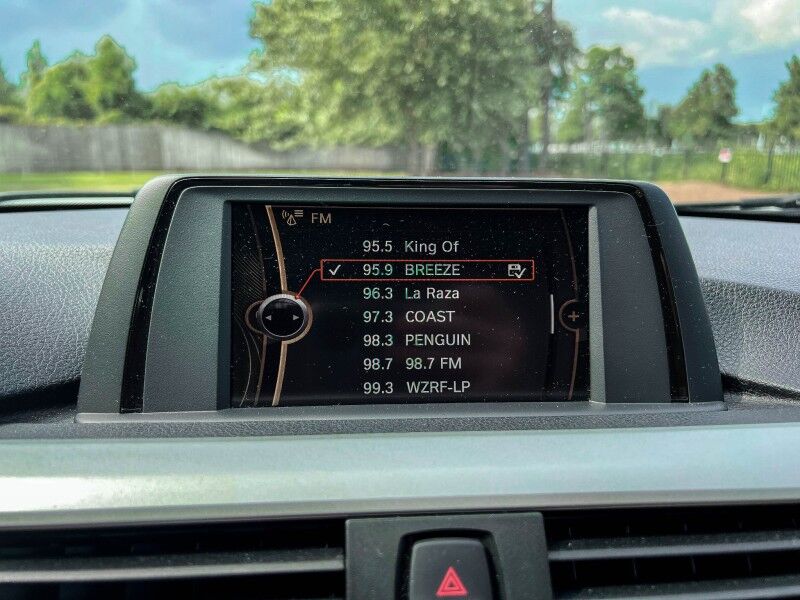 FM
95.5 King Of
95.9 BREEZE
96.3 La Raza
97.3 COAST
98.3 PENGUIN
98.7 98.7 FM
99.3 WZRF-LP